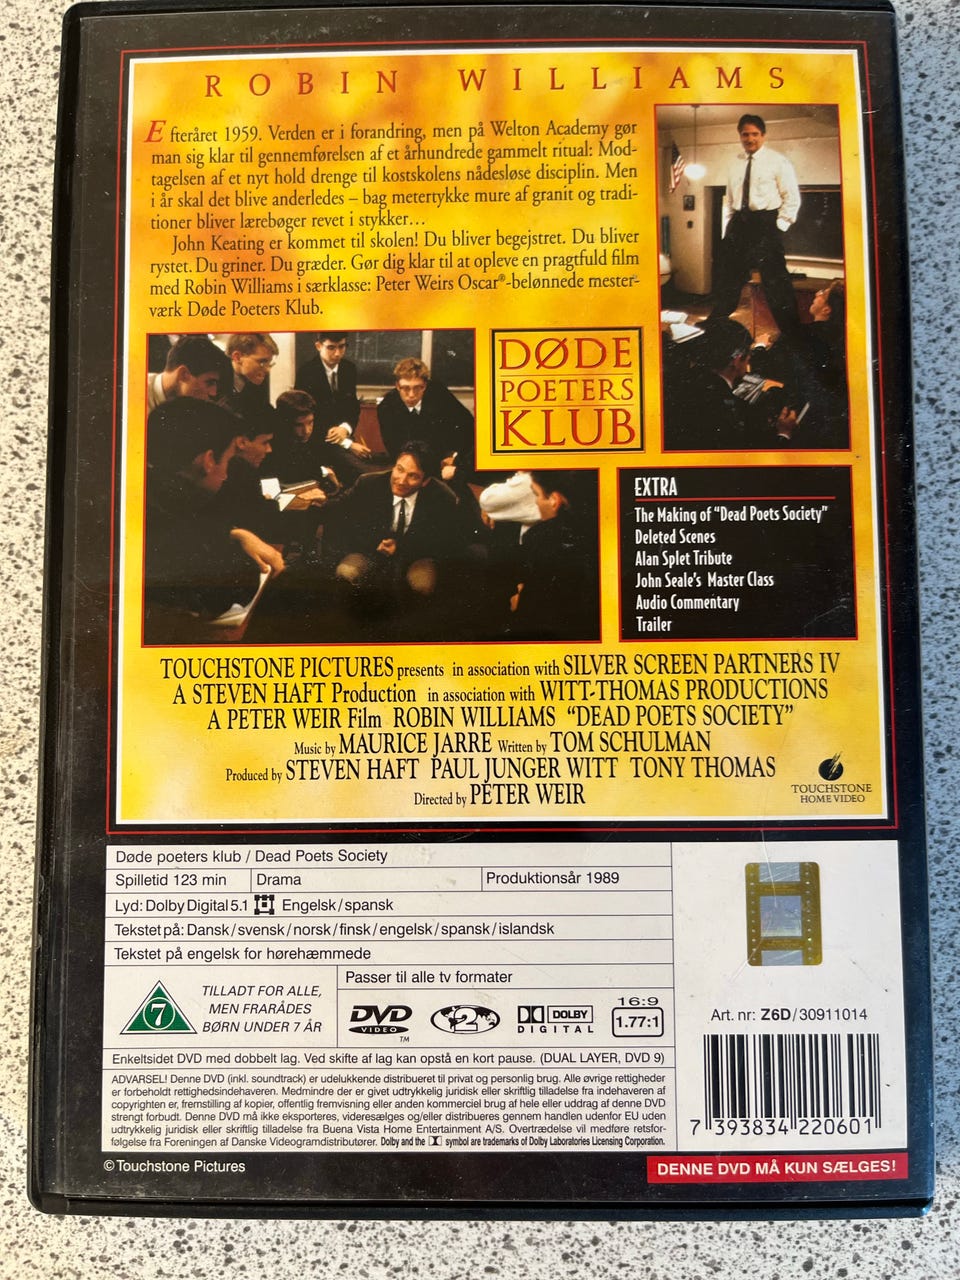 ROBIN WILLIAMS
Efteråret 1959. Verden er i forandring, men på Welton Academy gør
man sig klar til gennemførelsen af et århundrede gammelt ritual: Mod-
tagelsen af et nyt hold drenge til kostskolens nådesløse disciplin. Men
i år skal det blive anderledes – bag metertykke mure af granit og tradi-
tioner bliver lærebøger revet i stykker...
John Keating er kommet til skolen! Du bliver begejstret. Du bliver
rystet. Du griner. Du græder. Gør dig klar til at opleve en pragtfuld film
med Robin Williams i særklasse: Peter Weirs Oscar®-belønnede mester-
værk Døde Poeters Klub.
DØDE
POETERS
KLUB
EXTRA
The Making of "Dead Poets Society"
Deleted Scenes
Alan Splet Tribute
John Seale's Master Class
Audio Commentary
Trailer
TOUCHSTONE PICTURES presents in association with SILVER SCREEN PARTNERS IV
A STEVEN HAFT Production in association with WITT-THOMAS PRODUCTIONS
A PETER WEIR Film ROBIN WILLIAMS "DEAD POETS SOCIETY"
Music by MAURICE JARRE Written by TOM SCHULMAN
Produced by STEVEN HAFT PAUL JUNGER WITT TONY THOMAS
Directed by PETER WEIR
TOUCHSTONE
HOME VIDEO
Døde poeters klub / Dead Poets Society
Spilletid 123 min Drama Produktionsår 1989
Lyd: Dolby Digital 5.1 Engelsk/spansk
Tekstet på: Dansk/svensk/norsk/finsk/engelsk/spansk/islandsk
Tekstet på engelsk for hørehæmmede
7
TILLADT FOR ALLE,
MEN FRARÅDES
BØRN UNDER 7 ÅR
Passer til alle tv formater
DVD
VIDEO
TM
2
DOLBY
DIGITAL
16:9
1.77:1
Enkeltsidet DVD med dobbelt lag. Ved skifte af lag kan opstå en kort pause. (DUAL LAYER, DVD 9)
ADVARSEL! Denne DVD (inkl. soundtrack) er udelukkende distribueret til privat og personlig brug. Alle øvrige rettigheder
er forbeholdt rettighedsindehaveren. Medmindre der er givet udtrykkelig juridisk eller skriftlig tilladelse fra indehaveren af
copyrighten er, fremstilling af kopier, offentlig fremvisning eller anden kommerciel brug af hele eller uddrag af denne DVD
strengt forbudt. Denne DVD må ikke eksporteres, videresælges og/eller distribueres gennem handlen udenfor EU uden
udtrykkelig juridisk eller skriftlig tilladelse fra Buena Vista Home Entertainment A/S. Overtrædelse vil medføre retsfor-
følgelse fra Foreningen af Danske Videogramdistributører. Dolby and the symbol are trademarks of Dolby Laboratories Licensing Corporation.
Art. nr: Z6D/30911014
7 393834 220601
©Touchstone Pictures
DENNE DVD MÅ KUN SÆLGES!